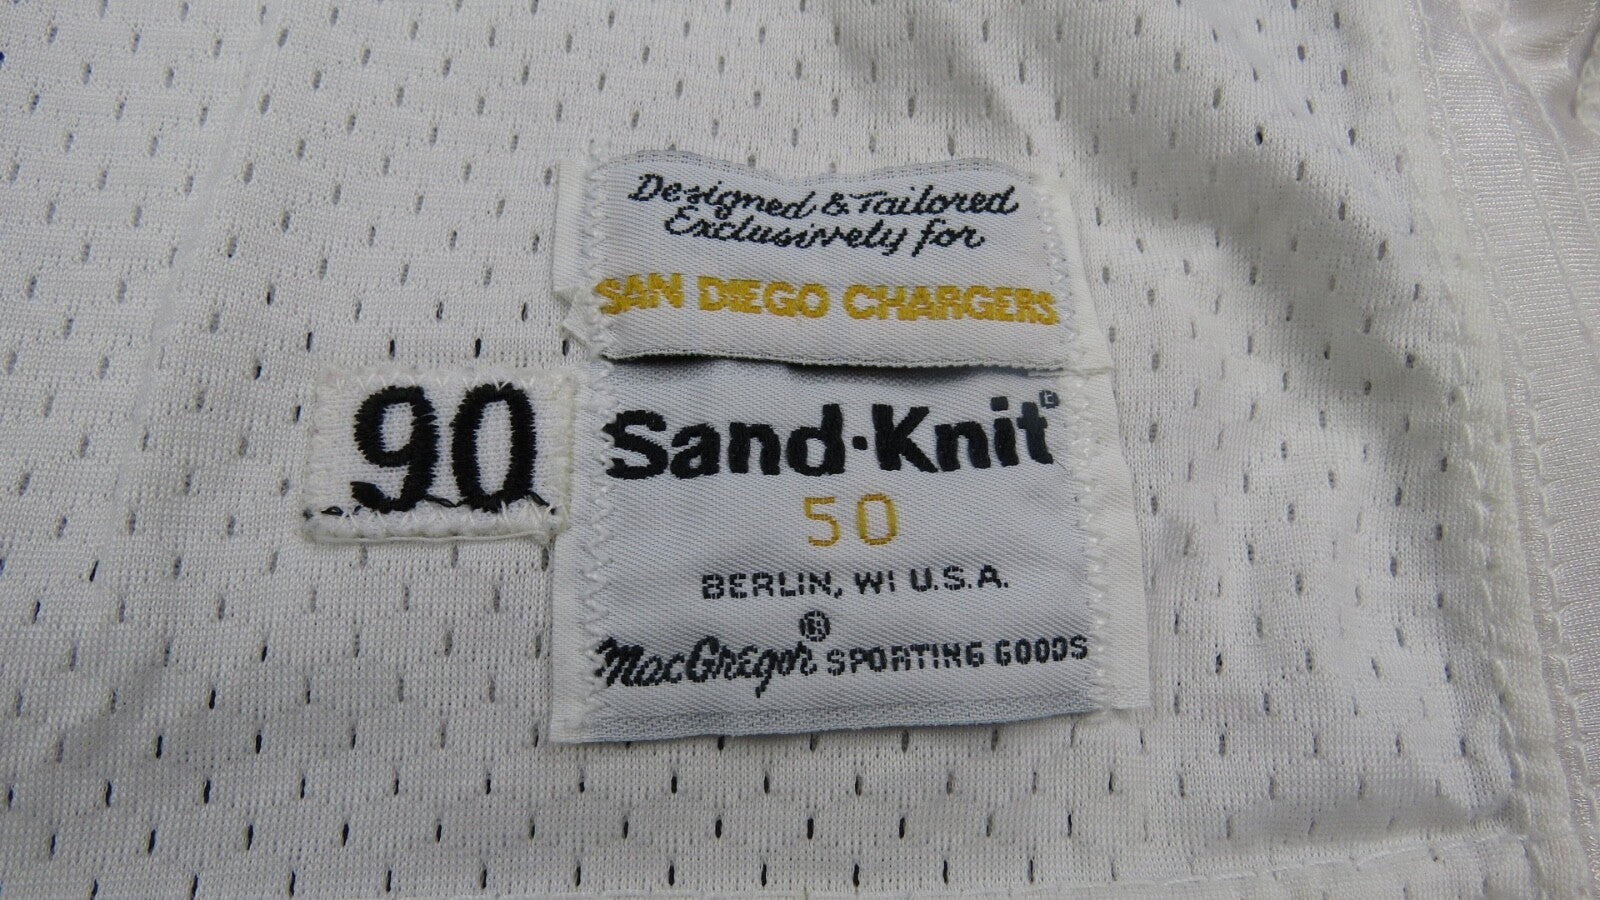 Designed & Tailored
Exclusively for
SAN DIEGO CHARGERS
90
Sand·Knit
50
BERLIN, WI U.S.A.
®
MacGregor SPORTING GOODS